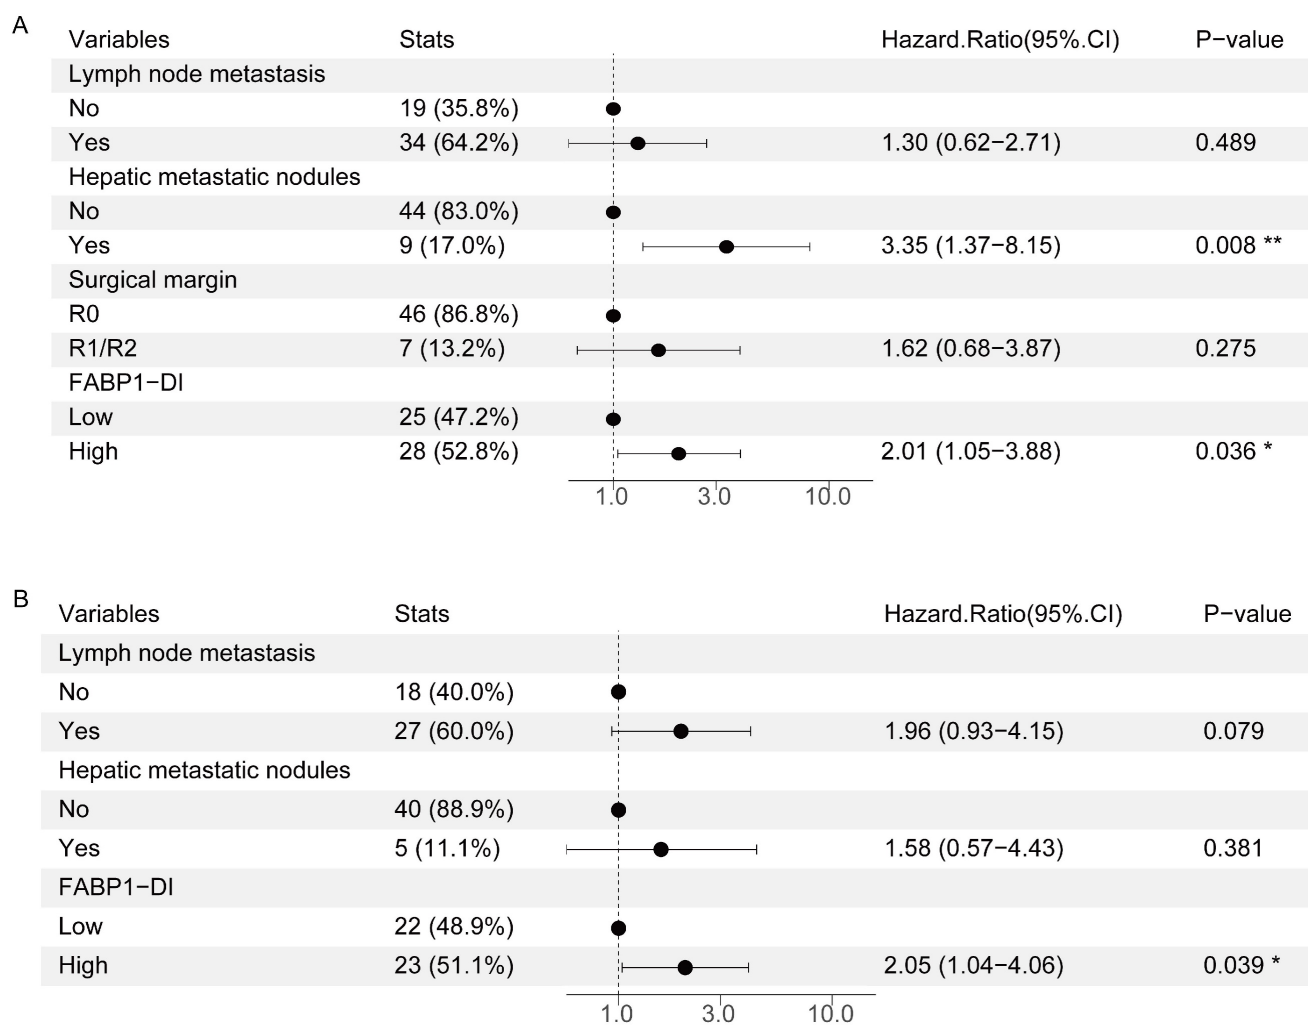 A
Variables Stats Hazard.Ratio(95%.CI) P−value
Lymph node metastasis
No 19 (35.8%)
Yes 34 (64.2%) 1.30 (0.62−2.71) 0.489
Hepatic metastatic nodules
No 44 (83.0%)
Yes 9 (17.0%) 3.35 (1.37−8.15) 0.008 **
Surgical margin
R0 46 (86.8%)
R1/R2 7 (13.2%) 1.62 (0.68−3.87) 0.275
FABP1−DI
Low 25 (47.2%)
High 28 (52.8%) 2.01 (1.05−3.88) 0.036 *
1.0 3.0 10.0
B
Variables Stats Hazard.Ratio(95%.CI) P−value
Lymph node metastasis
No 18 (40.0%)
Yes 27 (60.0%) 1.96 (0.93−4.15) 0.079
Hepatic metastatic nodules
No 40 (88.9%)
Yes 5 (11.1%) 1.58 (0.57−4.43) 0.381
FABP1−DI
Low 22 (48.9%)
High 23 (51.1%) 2.05 (1.04−4.06) 0.039 *
1.0 3.0 10.0